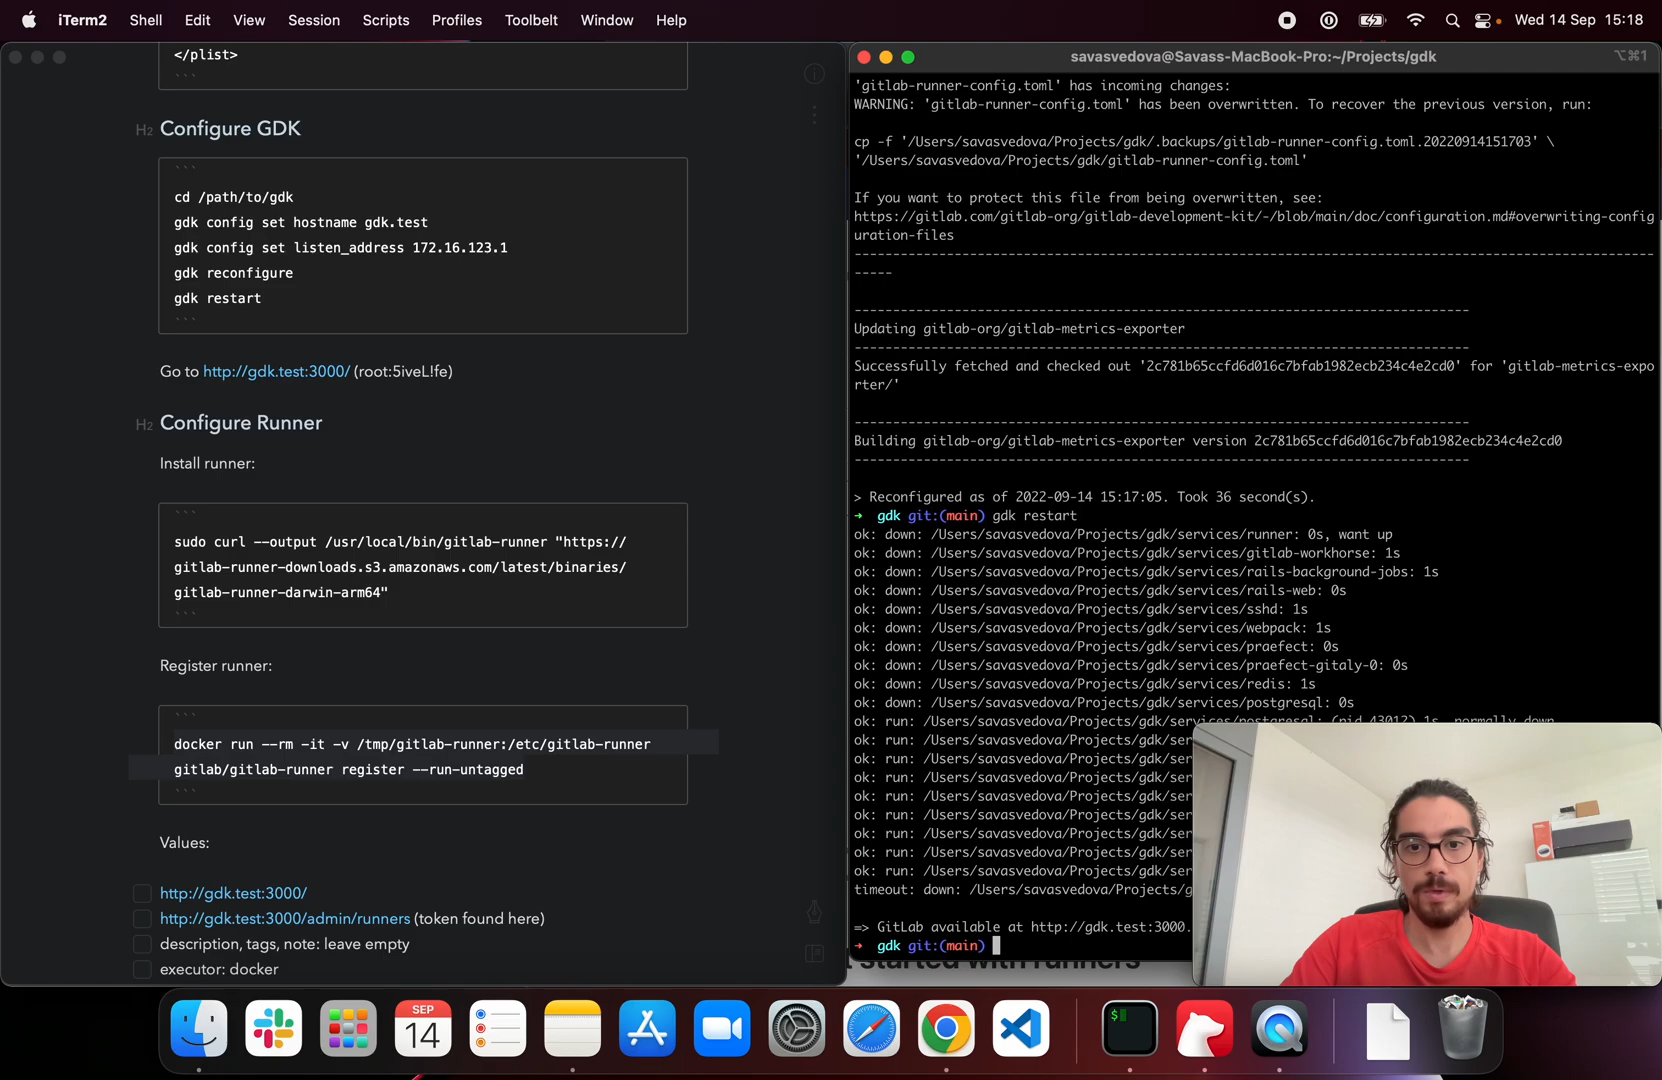 iTerm2 Shell Edit View Session Scripts Profiles Toolbelt Window Help
Wed 14 Sep 15:18
</plist>
```
H2 Configure GDK
```
cd /path/to/gdk
gdk config set hostname gdk.test
gdk config set listen_address 172.16.123.1
gdk reconfigure
gdk restart
```
Go to http://gdk.test:3000/ (root:5iveL!fe)
H2 Configure Runner
Install runner:
```
sudo curl --output /usr/local/bin/gitlab-runner "https://
gitlab-runner-downloads.s3.amazonaws.com/latest/binaries/
gitlab-runner-darwin-arm64"
```
Register runner:
```
docker run --rm -it -v /tmp/gitlab-runner:/etc/gitlab-runner
gitlab/gitlab-runner register --run-untagged
```
Values:
http://gdk.test:3000/
http://gdk.test:3000/admin/runners (token found here)
description, tags, note: leave empty
executor: docker
savasvedova@Savass-MacBook-Pro:~/Projects/gdk
⌥⌘1
'gitlab-runner-config.toml' has incoming changes:
WARNING: 'gitlab-runner-config.toml' has been overwritten. To recover the previous version, run:
cp -f '/Users/savasvedova/Projects/gdk/.backups/gitlab-runner-config.toml.20220914151703' \
'/Users/savasvedova/Projects/gdk/gitlab-runner-config.toml'
If you want to protect this file from being overwritten, see:
https://gitlab.com/gitlab-org/gitlab-development-kit/-/blob/main/doc/configuration.md#overwriting-config
uration-files
--------------------------------------------------------------------------------------------------------
-----
--------------------------------------------------------------------------------
Updating gitlab-org/gitlab-metrics-exporter
--------------------------------------------------------------------------------
Successfully fetched and checked out '2c781b65ccfd6d016c7bfab1982ecb234c4e2cd0' for 'gitlab-metrics-expo
rter/'
--------------------------------------------------------------------------------
Building gitlab-org/gitlab-metrics-exporter version 2c781b65ccfd6d016c7bfab1982ecb234c4e2cd0
--------------------------------------------------------------------------------
> Reconfigured as of 2022-09-14 15:17:05. Took 36 second(s).
➜ gdk git:(main) gdk restart
ok: down: /Users/savasvedova/Projects/gdk/services/runner: 0s, want up
ok: down: /Users/savasvedova/Projects/gdk/services/gitlab-workhorse: 1s
ok: down: /Users/savasvedova/Projects/gdk/services/rails-background-jobs: 1s
ok: down: /Users/savasvedova/Projects/gdk/services/rails-web: 0s
ok: down: /Users/savasvedova/Projects/gdk/services/sshd: 1s
ok: down: /Users/savasvedova/Projects/gdk/services/webpack: 1s
ok: down: /Users/savasvedova/Projects/gdk/services/praefect: 0s
ok: down: /Users/savasvedova/Projects/gdk/services/praefect-gitaly-0: 0s
ok: down: /Users/savasvedova/Projects/gdk/services/redis: 1s
ok: down: /Users/savasvedova/Projects/gdk/services/postgresql: 0s
ok: run: /Users/savasvedova/Projects/gdk/services/postgresql: (pid 43012) 1s, normally down
ok: run: /Users/savasvedova/Projects/gdk/ser
ok: run: /Users/savasvedova/Projects/gdk/ser
ok: run: /Users/savasvedova/Projects/gdk/ser
ok: run: /Users/savasvedova/Projects/gdk/ser
ok: run: /Users/savasvedova/Projects/gdk/ser
ok: run: /Users/savasvedova/Projects/gdk/ser
ok: run: /Users/savasvedova/Projects/gdk/ser
ok: run: /Users/savasvedova/Projects/gdk/ser
timeout: down: /Users/savasvedova/Projects/g
=> GitLab available at http://gdk.test:3000.
➜ gdk git:(main)
started with runners
SEP
14
$